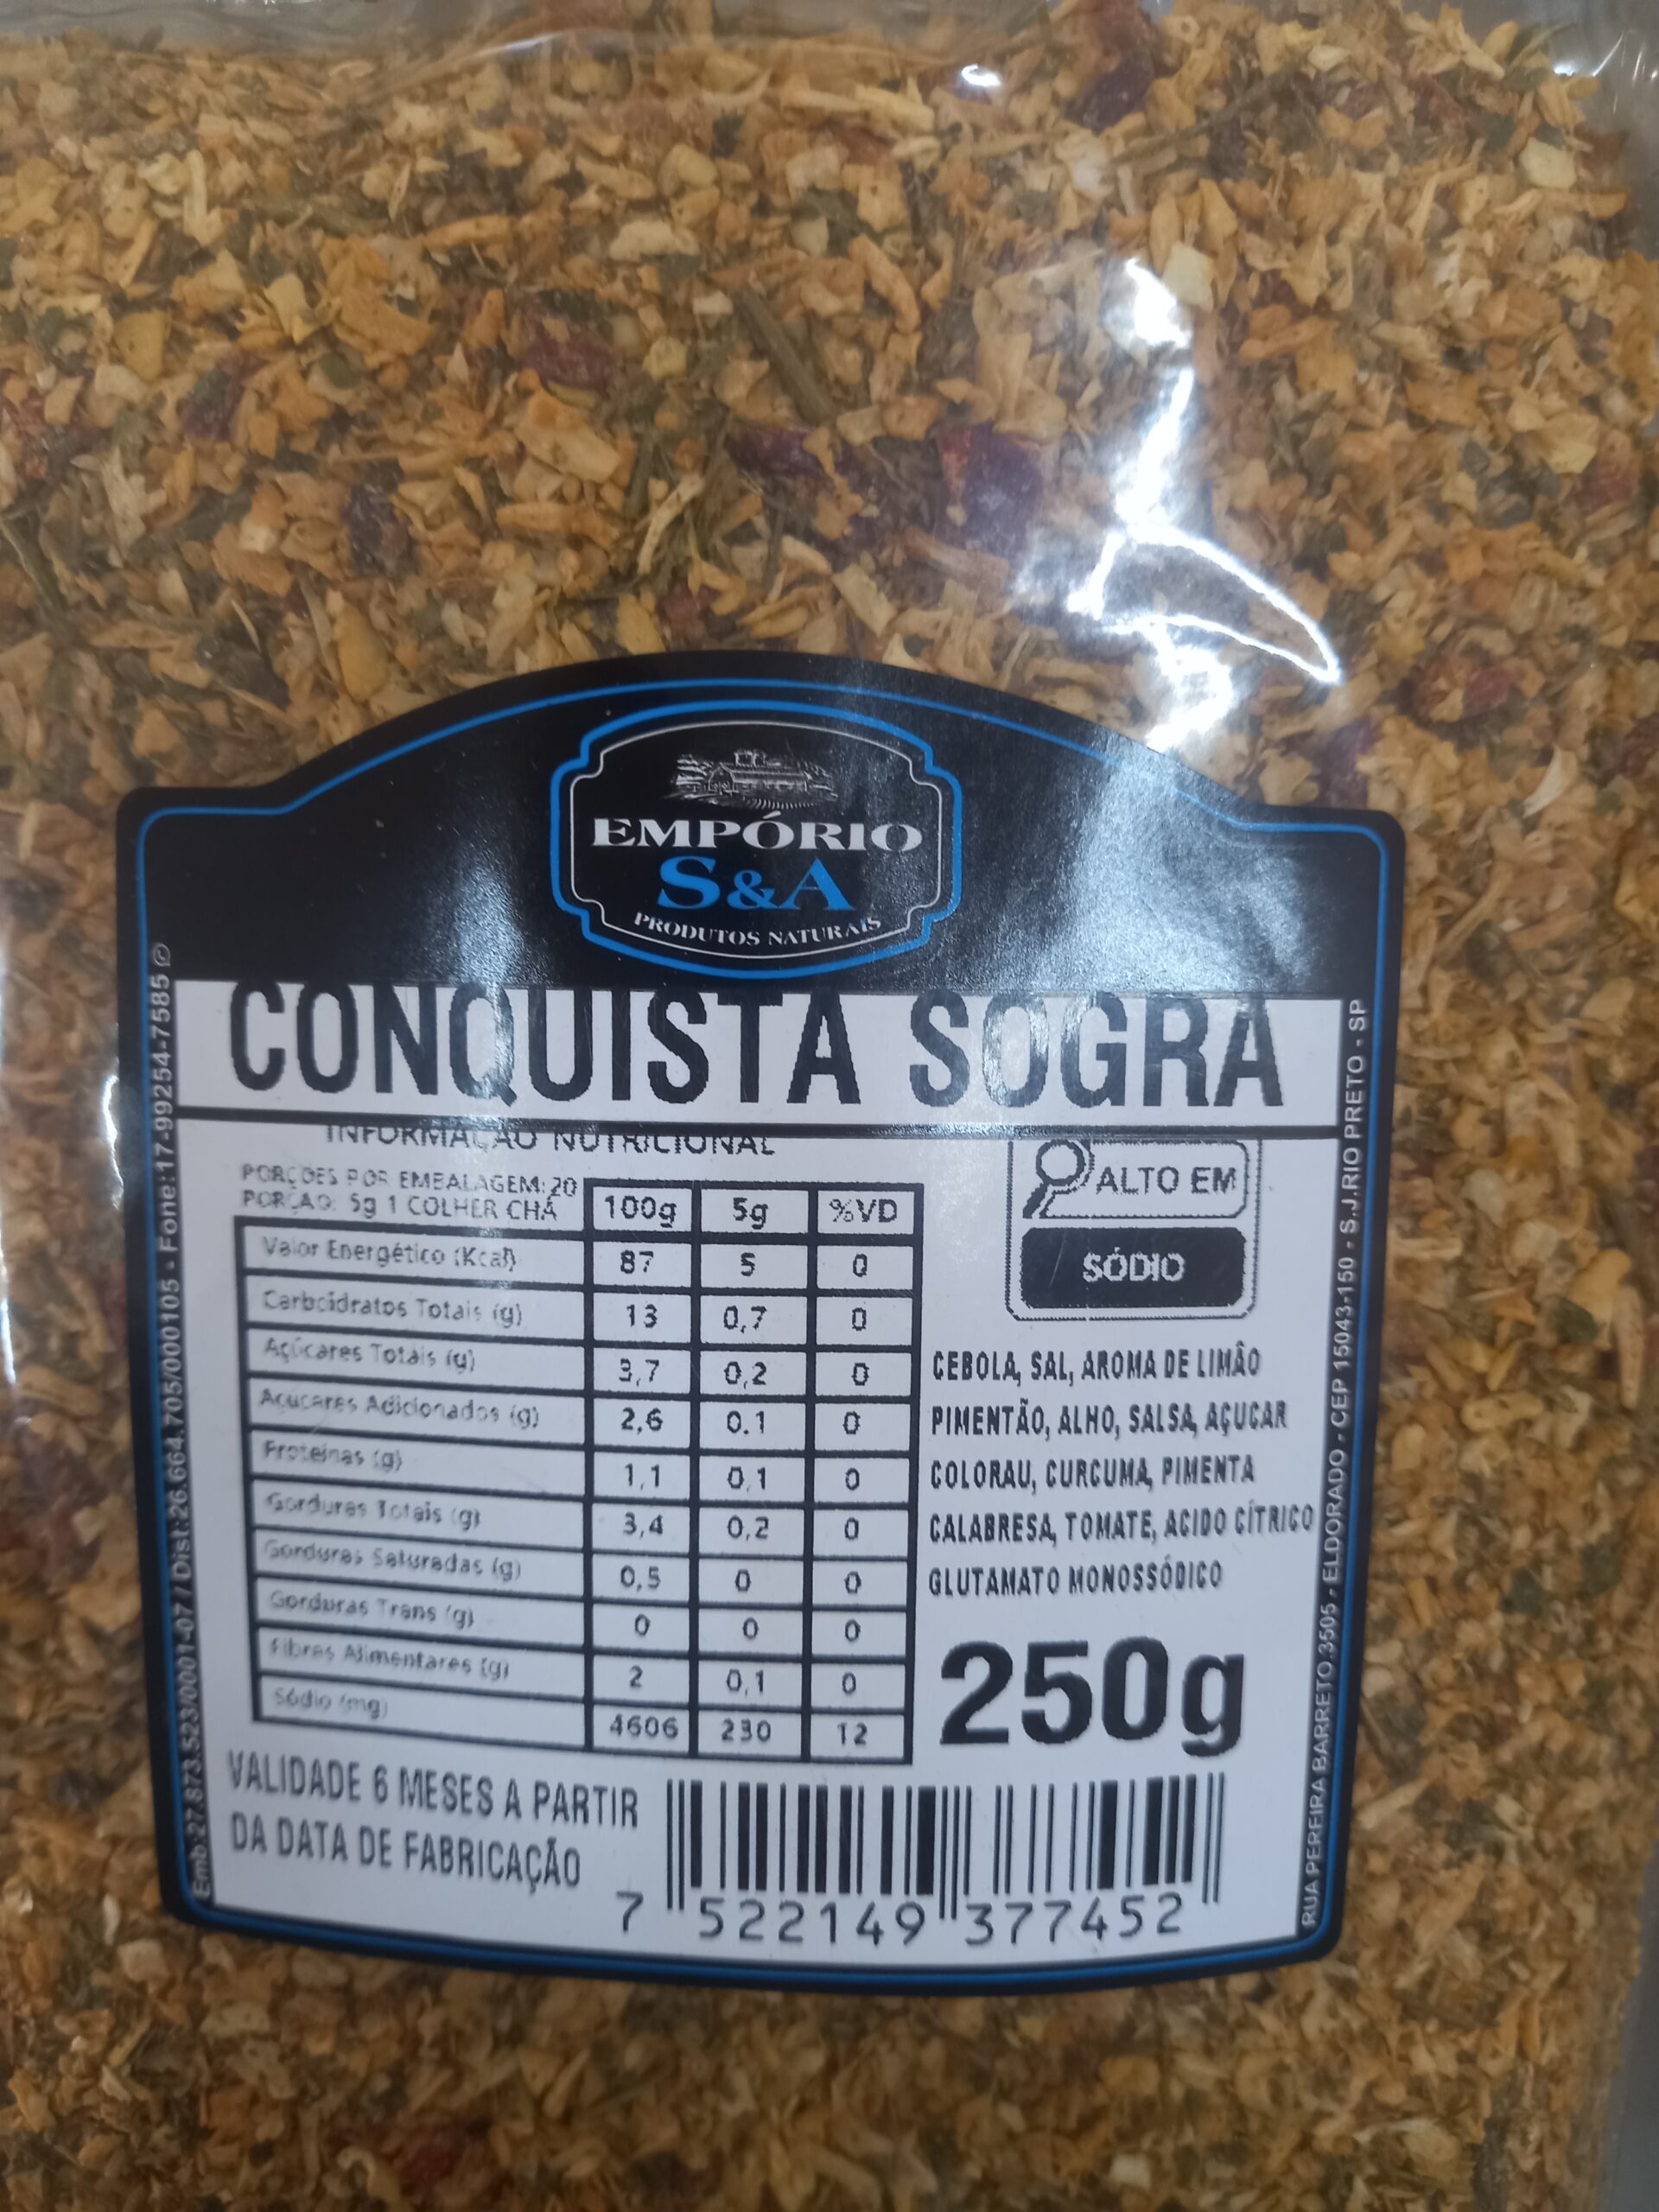 EMPÓRIO
S&A
PRODUTOS NATURAIS
CONQUISTA SOGRA
INFORMAÇÃO NUTRICIONAL
PORÇÕES POR EMBALAGEM: 20
PORÇÃO: 5g 1 COLHER CHÁ
100g 5g %VD
Valor Energético (Kcal) 87 5 0
Carboidratos Totais (g) 13 0,7 0
Açúcares Totais (g) 3,7 0,2 0
Açúcares Adicionados (g) 2,6 0.1 0
Proteínas (g) 1,1 0,1 0
Gorduras Totais (g) 3,4 0,2 0
Gorduras Saturadas (g) 0,5 0 0
Gorduras Trans (g) 0 0 0
Fibras Alimentares (g) 2 0,1 0
Sódio (mg) 4606 230 12
ALTO EM
SÓDIO
CEBOLA, SAL, AROMA DE LIMÃO
PIMENTÃO, ALHO, SALSA, AÇUCAR
COLORAU, CURCUMA, PIMENTA
CALABRESA, TOMATE, ACIDO CÍTRICO
GLUTAMATO MONOSSÓDICO
250g
VALIDADE 6 MESES A PARTIR
DA DATA DE FABRICAÇÃO
7 522149 377452
Emb:27.873.523/0001-07 / Dist:26.664.705/000105 - Fone:17-99254-7585 ©
RUA PEREIRA BARRETO,3505 - ELDORADO - CEP 15043-150 - S.J.RIO PRETO - SP